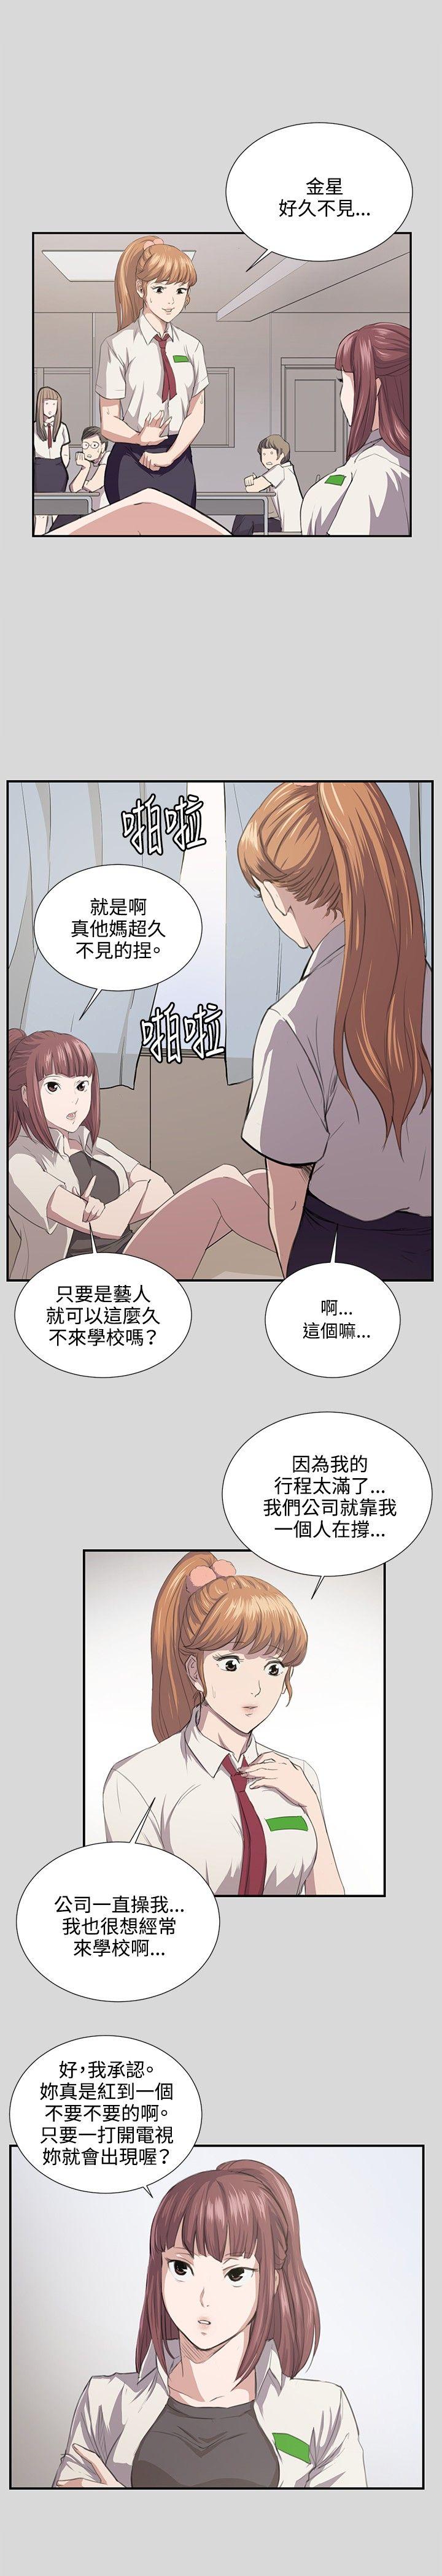 金星
好久不見...
啪啦
就是啊
真他媽超久
不見的捏。
啪啦
只要是藝人
就可以這麼久
不來學校嗎？
啊...
這個嘛...
因為我的
行程太滿了...
我們公司就靠我
一個人在撐...
公司一直操我...
我也很想經常
來學校啊...
好，我承認。
妳真是紅到一個
不要不要的啊。
只要一打開電視
妳就會出現喔？